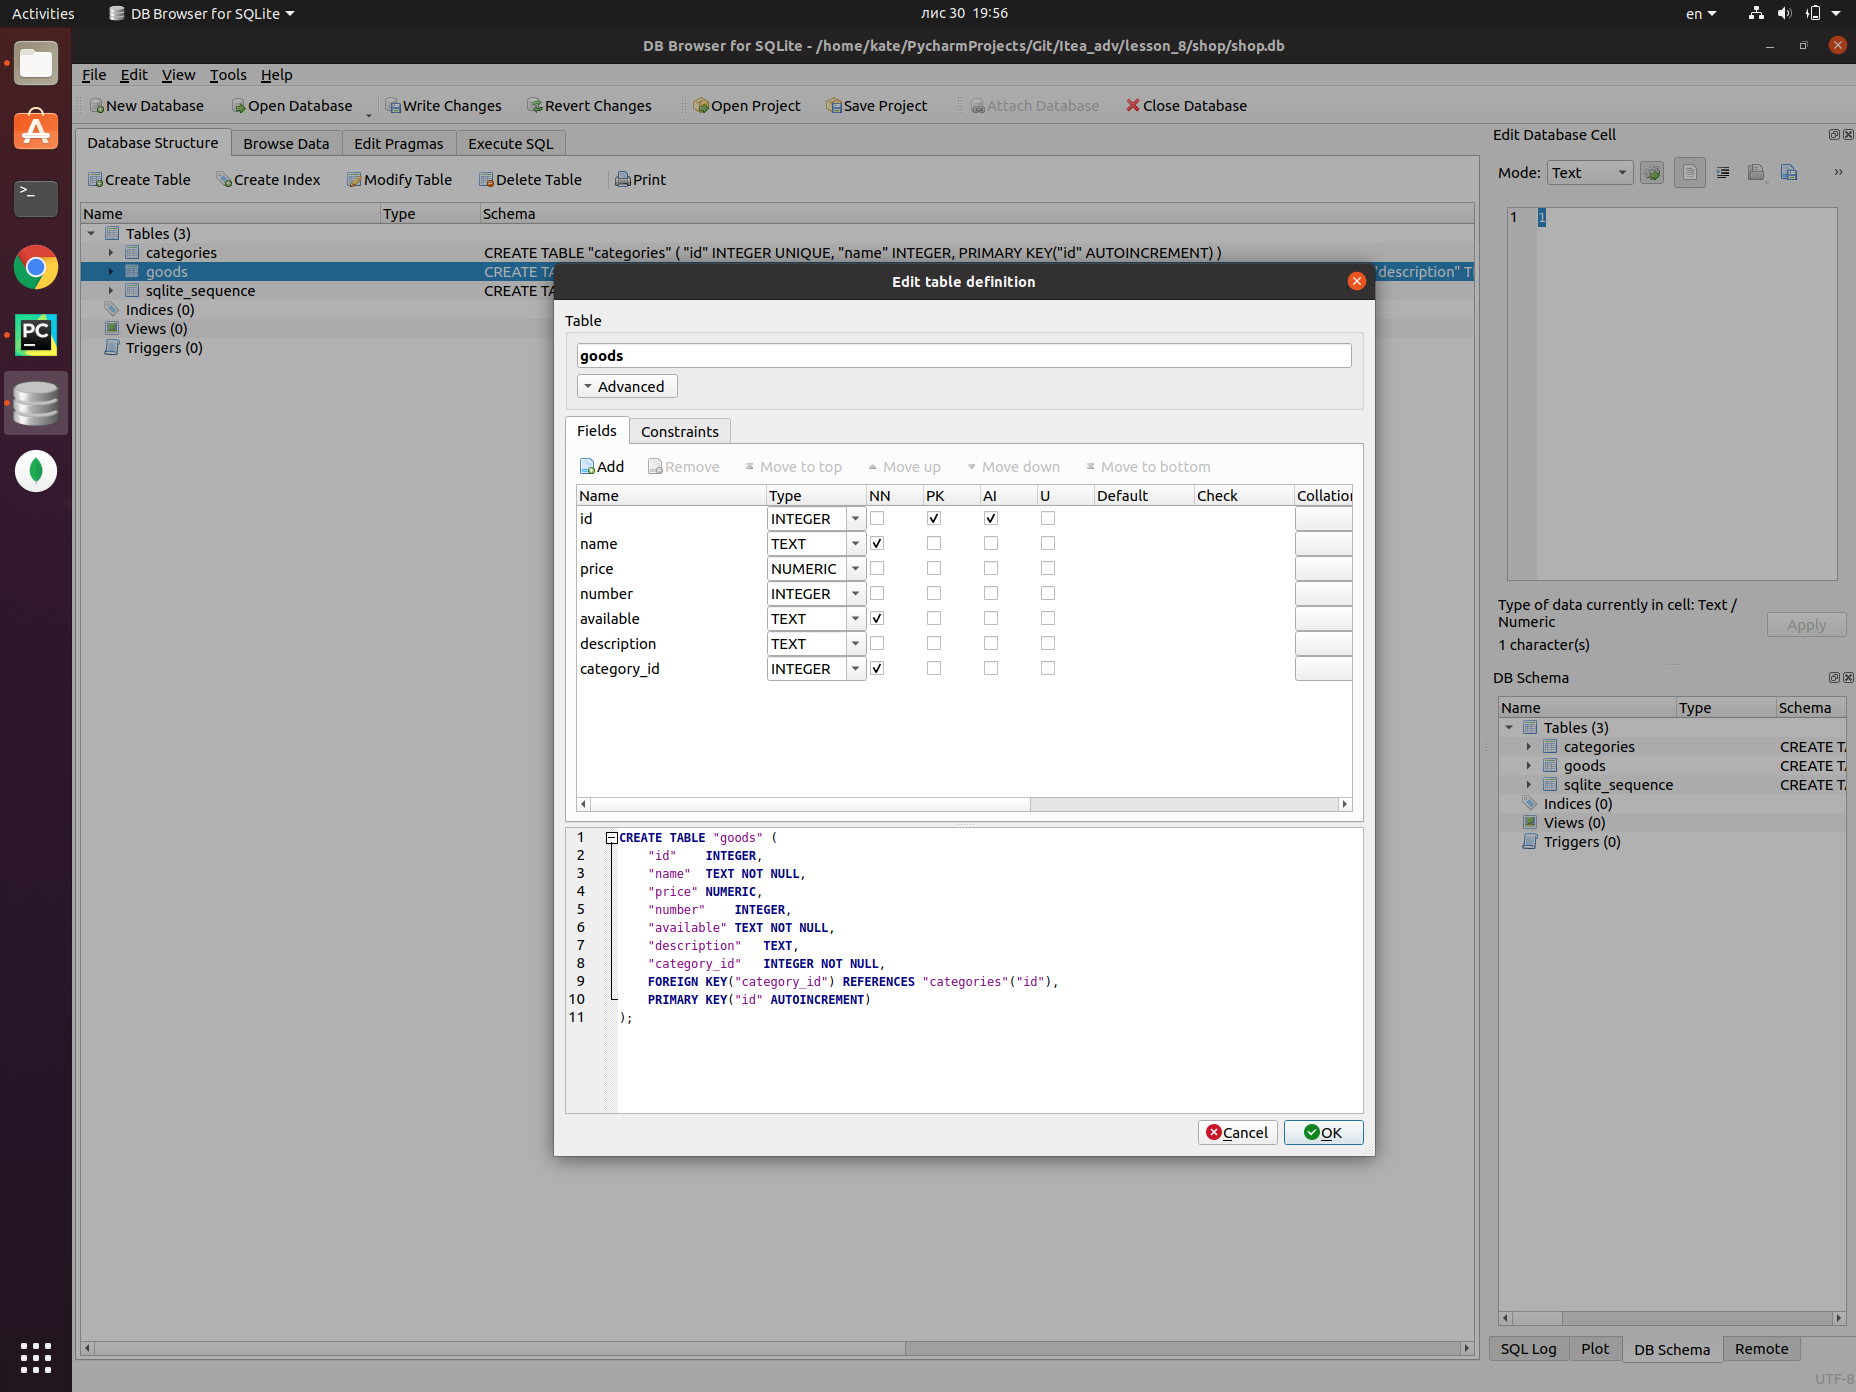 Activities DB Browser for SQLite лис 30 19:56 en
DB Browser for SQLite - /home/kate/PycharmProjects/Git/Itea_adv/lesson_8/shop/shop.db
File Edit View Tools Help
New Database Open Database Write Changes Revert Changes Open Project Save Project Attach Database Close Database
Database Structure Browse Data Edit Pragmas Execute SQL
Create Table Create Index Modify Table Delete Table Print
Name Type Schema
Tables (3)
categories CREATE TABLE "categories" ( "id" INTEGER UNIQUE, "name" INTEGER, PRIMARY KEY("id" AUTOINCREMENT) )
goods CREATE TA "description" T
sqlite_sequence CREATE TA
Indices (0)
Views (0)
Triggers (0)
Edit table definition
Table
goods
Advanced
Fields Constraints
Add Remove Move to top Move up Move down Move to bottom
Name Type NN PK AI U Default Check Collation
id INTEGER
name TEXT
price NUMERIC
number INTEGER
available TEXT
description TEXT
category_id INTEGER
1 CREATE TABLE "goods" (
2 "id" INTEGER,
3 "name" TEXT NOT NULL,
4 "price" NUMERIC,
5 "number" INTEGER,
6 "available" TEXT NOT NULL,
7 "description" TEXT,
8 "category_id" INTEGER NOT NULL,
9 FOREIGN KEY("category_id") REFERENCES "categories"("id"),
10 PRIMARY KEY("id" AUTOINCREMENT)
11 );
Cancel OK
Edit Database Cell
Mode: Text
1 1
Type of data currently in cell: Text /
Numeric
1 character(s)
Apply
DB Schema
Name Type Schema
Tables (3)
categories CREATE TA
goods CREATE TA
sqlite_sequence CREATE TA
Indices (0)
Views (0)
Triggers (0)
SQL Log Plot DB Schema Remote
UTF-8
PC